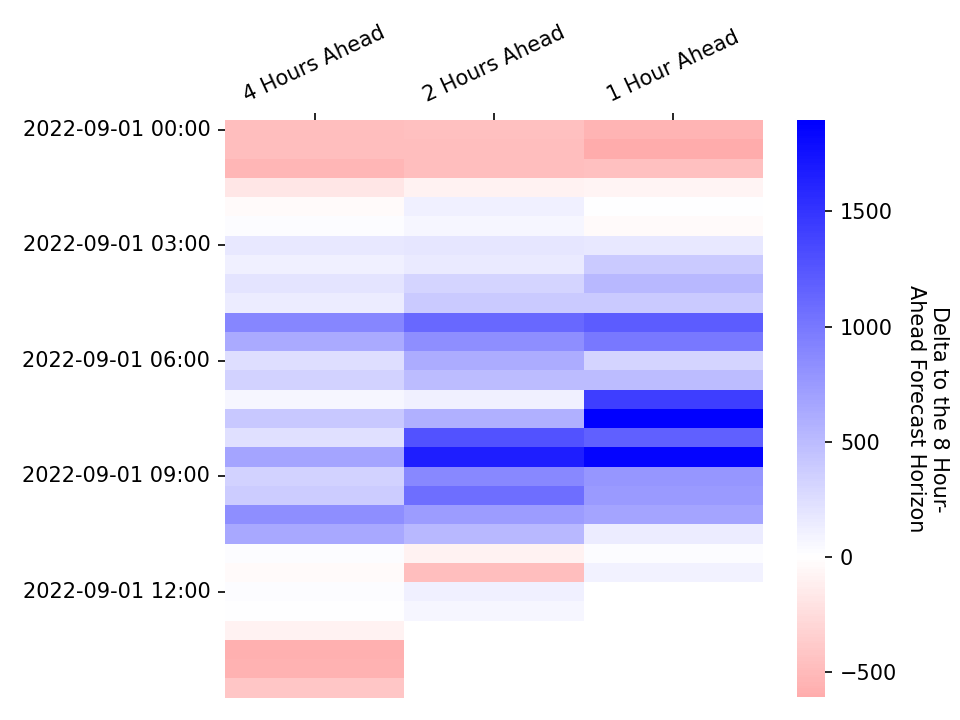 4 Hours Ahead
2 Hours Ahead
1 Hour Ahead
2022-09-01 00:00
2022-09-01 03:00
2022-09-01 06:00
2022-09-01 09:00
2022-09-01 12:00
1500
1000
500
0
−500
Delta to the 8 Hour-
Ahead Forecast Horizon